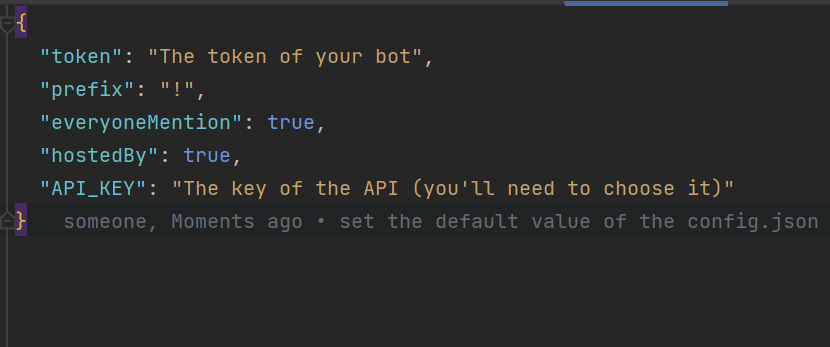 {
"token": "The token of your bot",
"prefix": "!",
"everyoneMention": true,
"hostedBy": true,
"API_KEY": "The key of the API (you'll need to choose it)"
} someone, Moments ago • set the default value of the config.json